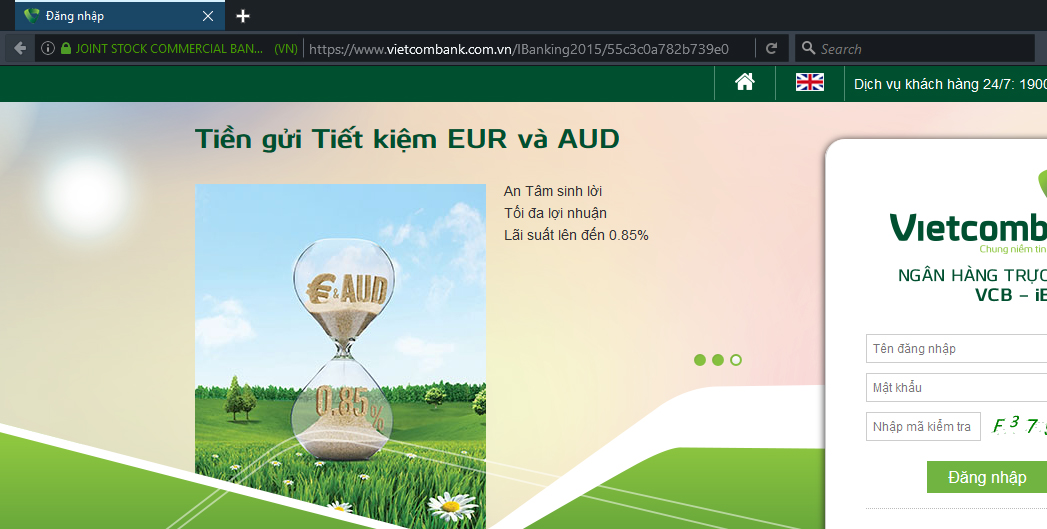 Đăng nhập
JOINT STOCK COMMERCIAL BAN... (VN)
https://www.vietcombank.com.vn/IBanking2015/55c3c0a782b739e0
Search
Dịch vụ khách hàng 24/7: 1900
Tiền gửi Tiết kiệm EUR và AUD
An Tâm sinh lời
Tối đa lợi nhuận
Lãi suất lên đến 0.85%
€&AUD
0.85%
Vietcomb
Chung niềm tin
NGÂN HÀNG TRỰC
VCB – iB
Tên đăng nhập
Mật khẩu
Nhập mã kiểm tra
F 3 7
Đăng nhập